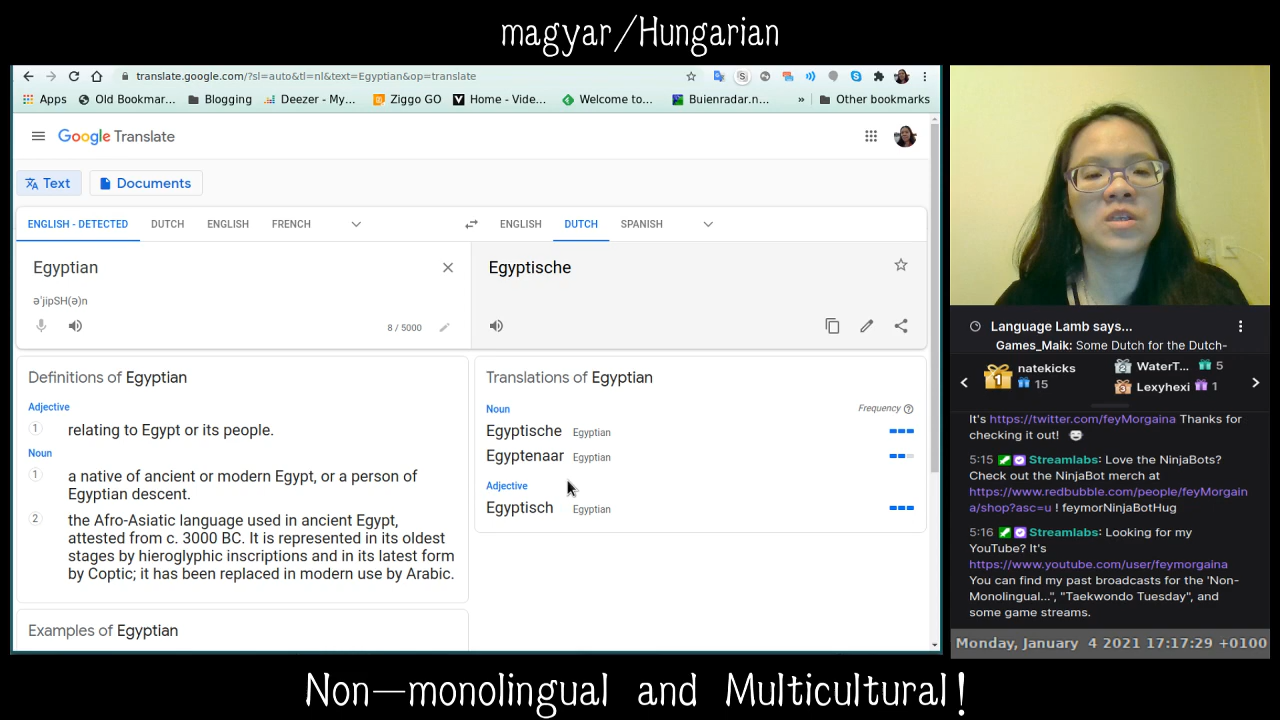 magyar/Hungarian
translate.google.com/?sl=auto&tl=nl&text=Egyptian&op=translate
Apps Old Bookmar... Blogging Deezer - My... Ziggo GO Home - Vide... Welcome to... Buienradar.n... » Other bookmarks
Google Translate
Text Documents
ENGLISH - DETECTED DUTCH ENGLISH FRENCH ENGLISH DUTCH SPANISH
Egyptian
Egyptische
əˈjipSH(ə)n
8 / 5000
Definitions of Egyptian
Adjective
1 relating to Egypt or its people.
Noun
1 a native of ancient or modern Egypt, or a person of
Egyptian descent.
2 the Afro-Asiatic language used in ancient Egypt,
attested from c. 3000 BC. It is represented in its oldest
stages by hieroglyphic inscriptions and in its latest form
by Coptic; it has been replaced in modern use by Arabic.
Examples of Egyptian
Translations of Egyptian
Noun Frequency
Egyptische Egyptian
Egyptenaar Egyptian
Adjective
Egyptisch Egyptian
Language Lamb says...
Games_Maik: Some Dutch for the Dutch-
1 natekicks
15
2 WaterT... 5
3 Lexyhexi 1
It's https://twitter.com/feyMorgaina Thanks for
checking it out!
5:15 Streamlabs: Love the NinjaBots?
Check out the NinjaBot merch at
https://www.redbubble.com/people/feyMorgain
a/shop?asc=u ! feymorNinjaBotHug
5:16 Streamlabs: Looking for my
YouTube? It's
https://www.youtube.com/user/feymorgaina
You can find my past broadcasts for the 'Non-
Monolingual...", "Taekwondo Tuesday", and
some game streams.
Monday, January 4 2021 17:17:29 +0100
Non-monolingual and Multicultural!